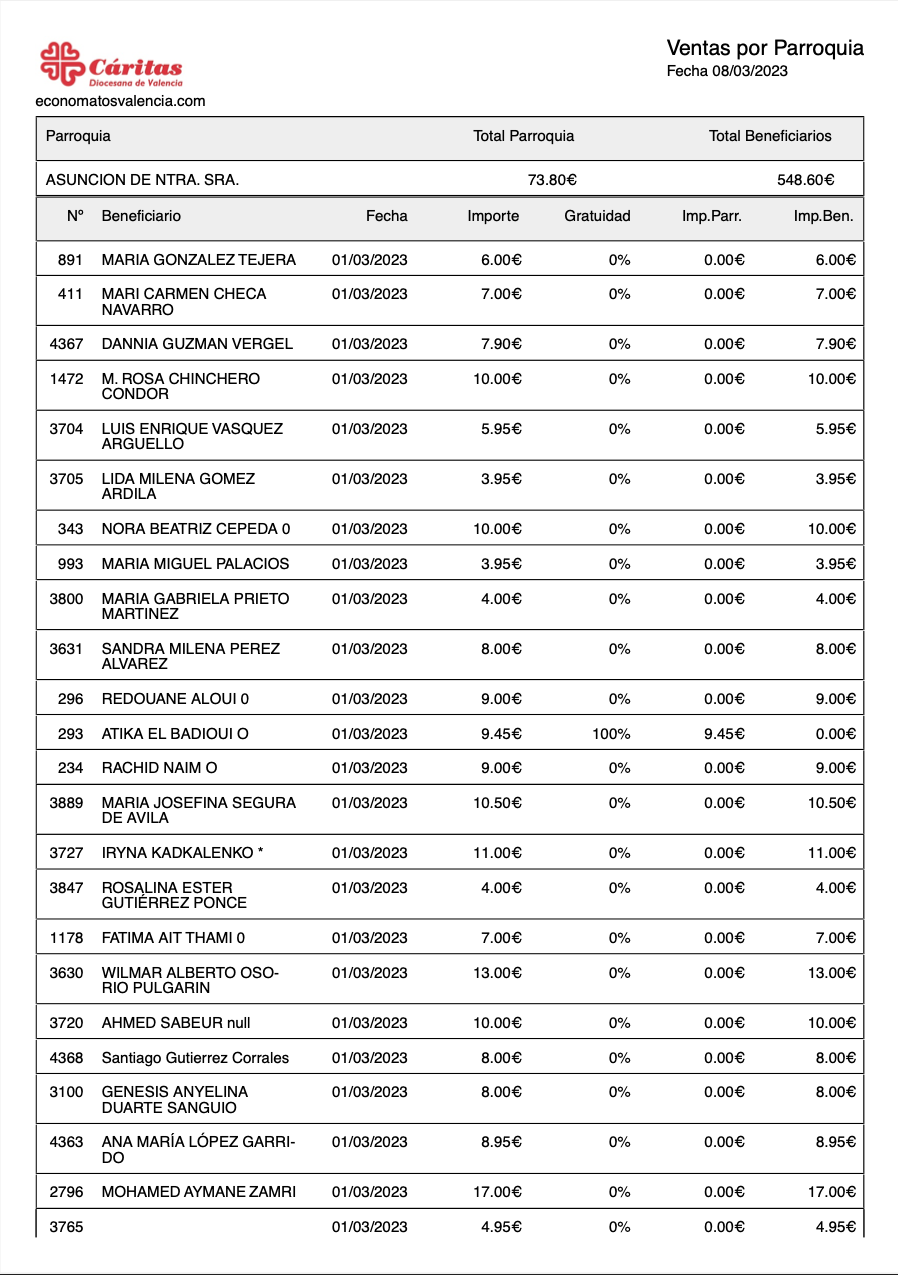 Cáritas
Diocesana de Valencia
economatosvalencia.com
Ventas por Parroquia
Fecha 08/03/2023
Parroquia Total Parroquia Total Beneficiarios
ASUNCION DE NTRA. SRA. 73.80€ 548.60€
Nº Beneficiario Fecha Importe Gratuidad Imp.Parr. Imp.Ben.
891 MARIA GONZALEZ TEJERA 01/03/2023 6.00€ 0% 0.00€ 6.00€
411 MARI CARMEN CHECA 01/03/2023 7.00€ 0% 0.00€ 7.00€
NAVARRO
4367 DANNIA GUZMAN VERGEL 01/03/2023 7.90€ 0% 0.00€ 7.90€
1472 M. ROSA CHINCHERO 01/03/2023 10.00€ 0% 0.00€ 10.00€
CONDOR
3704 LUIS ENRIQUE VASQUEZ 01/03/2023 5.95€ 0% 0.00€ 5.95€
ARGUELLO
3705 LIDA MILENA GOMEZ 01/03/2023 3.95€ 0% 0.00€ 3.95€
ARDILA
343 NORA BEATRIZ CEPEDA 0 01/03/2023 10.00€ 0% 0.00€ 10.00€
993 MARIA MIGUEL PALACIOS 01/03/2023 3.95€ 0% 0.00€ 3.95€
3800 MARIA GABRIELA PRIETO 01/03/2023 4.00€ 0% 0.00€ 4.00€
MARTINEZ
3631 SANDRA MILENA PEREZ 01/03/2023 8.00€ 0% 0.00€ 8.00€
ALVAREZ
296 REDOUANE ALOUI 0 01/03/2023 9.00€ 0% 0.00€ 9.00€
293 ATIKA EL BADIOUI O 01/03/2023 9.45€ 100% 9.45€ 0.00€
234 RACHID NAIM O 01/03/2023 9.00€ 0% 0.00€ 9.00€
3889 MARIA JOSEFINA SEGURA 01/03/2023 10.50€ 0% 0.00€ 10.50€
DE AVILA
3727 IRYNA KADKALENKO * 01/03/2023 11.00€ 0% 0.00€ 11.00€
3847 ROSALINA ESTER 01/03/2023 4.00€ 0% 0.00€ 4.00€
GUTIÉRREZ PONCE
1178 FATIMA AIT THAMI 0 01/03/2023 7.00€ 0% 0.00€ 7.00€
3630 WILMAR ALBERTO OSO- 01/03/2023 13.00€ 0% 0.00€ 13.00€
RIO PULGARIN
3720 AHMED SABEUR null 01/03/2023 10.00€ 0% 0.00€ 10.00€
4368 Santiago Gutierrez Corrales 01/03/2023 8.00€ 0% 0.00€ 8.00€
3100 GENESIS ANYELINA 01/03/2023 8.00€ 0% 0.00€ 8.00€
DUARTE SANGUIO
4363 ANA MARÍA LÓPEZ GARRI- 01/03/2023 8.95€ 0% 0.00€ 8.95€
DO
2796 MOHAMED AYMANE ZAMRI 01/03/2023 17.00€ 0% 0.00€ 17.00€
3765 01/03/2023 4.95€ 0% 0.00€ 4.95€